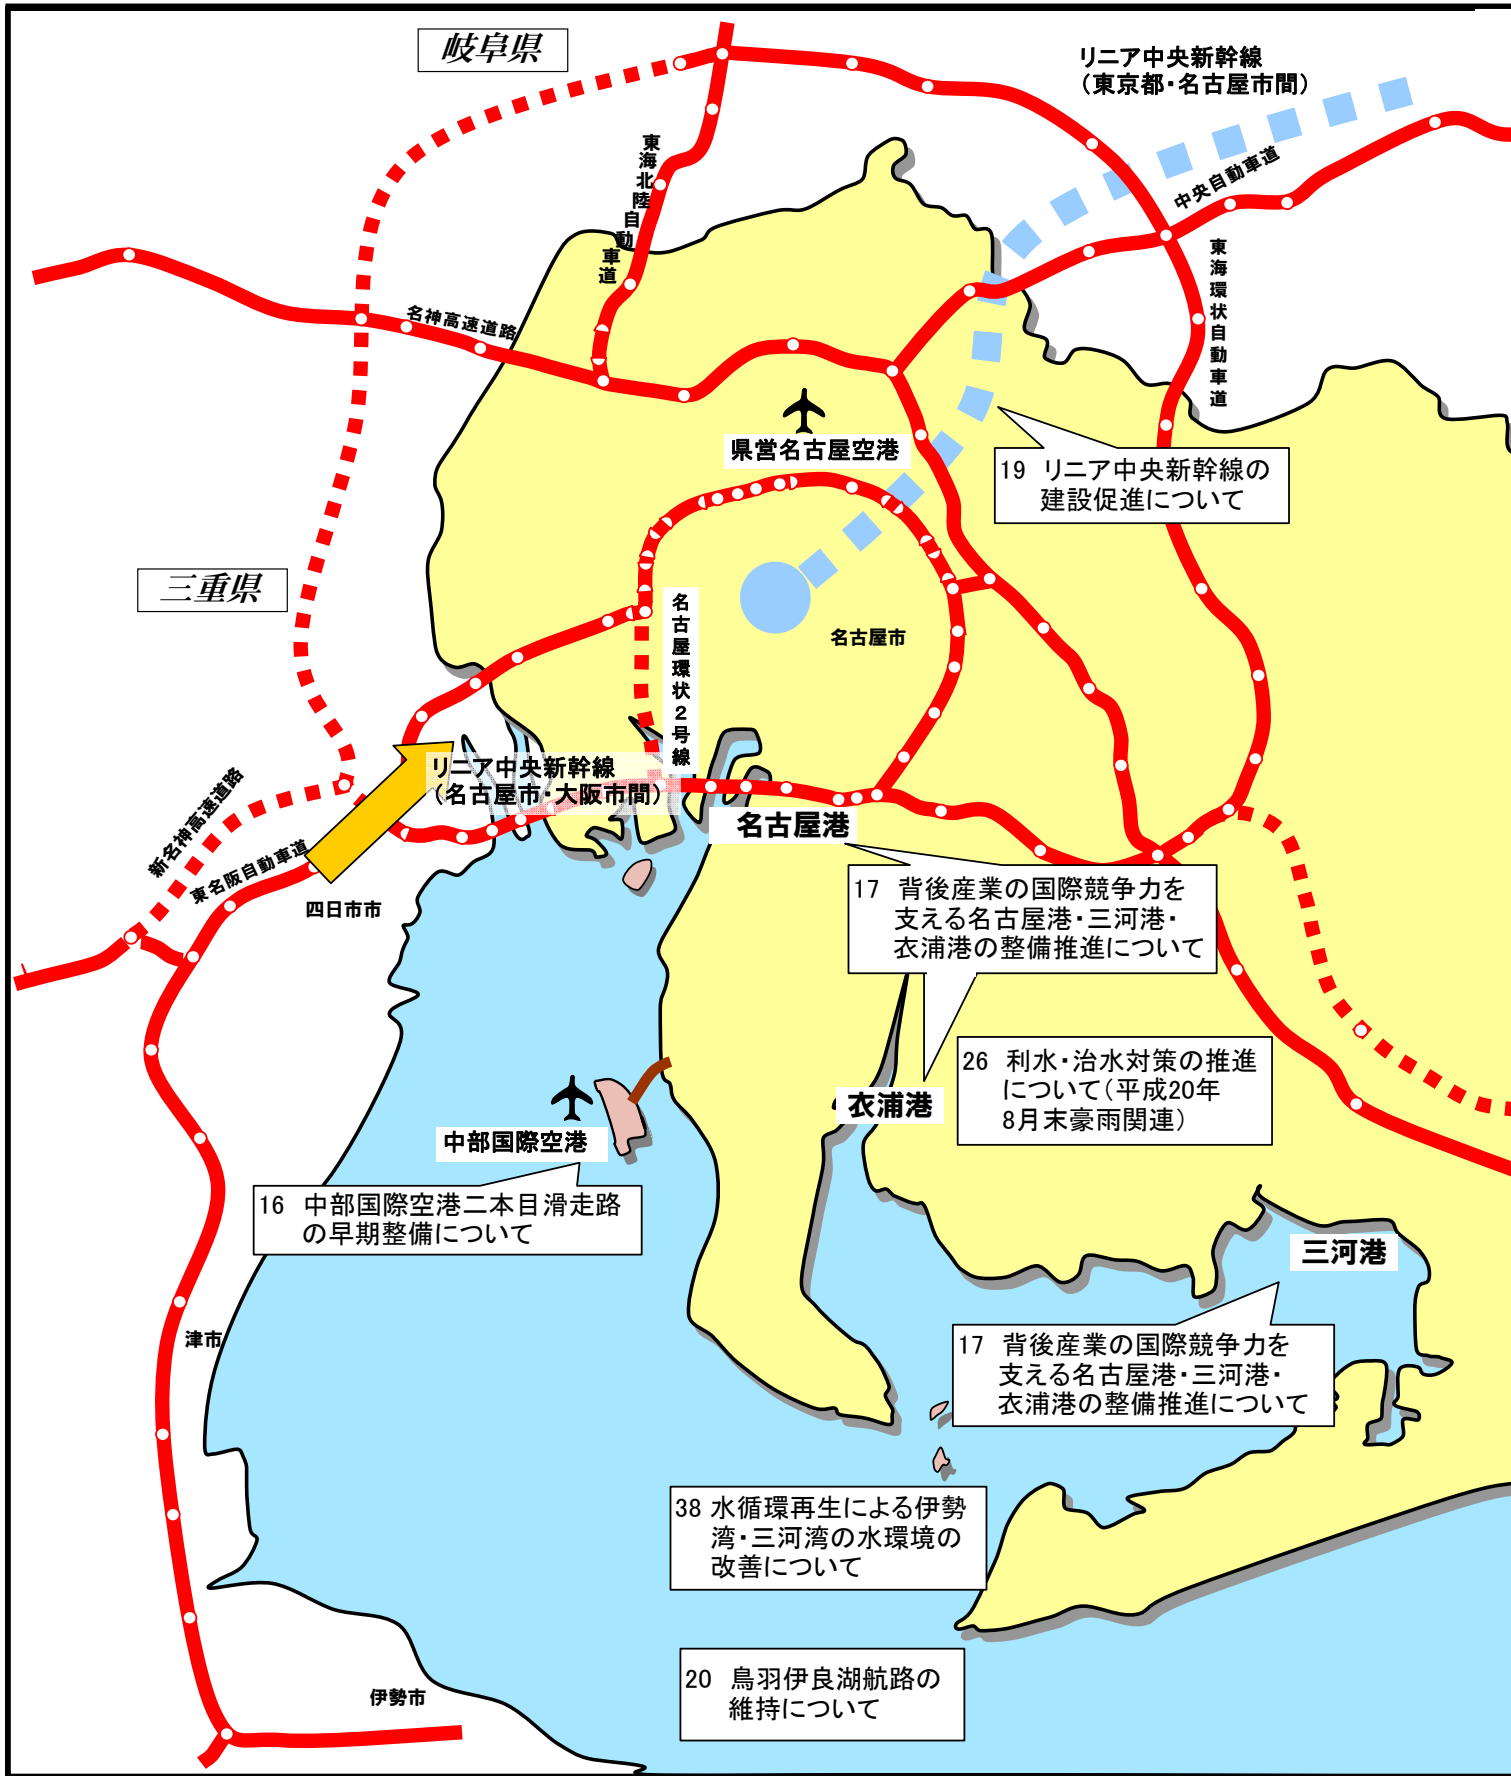 岐阜県
リニア中央新幹線
（東京都・名古屋市間）
東海北陸自動車道
中央自動車道
東海環状自動車道
名神高速道路
県営名古屋空港
19 リニア中央新幹線の
建設促進について
三重県
名古屋環状2号線
名古屋市
リニア中央新幹線
（名古屋市・大阪市間）
新名神高速道路
東名阪自動車道
四日市市
名古屋港
17 背後産業の国際競争力を
支える名古屋港・三河港・
衣浦港の整備推進について
26 利水・治水対策の推進
について（平成20年
8月末豪雨関連）
衣浦港
中部国際空港
16 中部国際空港二本目滑走路
の早期整備について
三河港
津市
17 背後産業の国際競争力を
支える名古屋港・三河港・
衣浦港の整備推進について
38 水循環再生による伊勢
湾・三河湾の水環境の
改善について
20 鳥羽伊良湖航路の
維持について
伊勢市